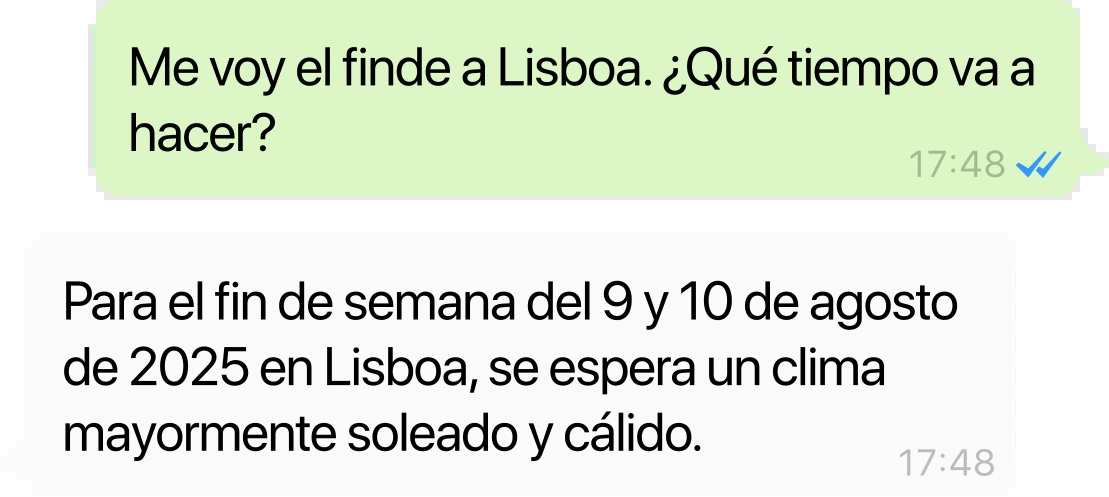 Me voy el finde a Lisboa. ¿Qué tiempo va a
hacer?
17:48
Para el fin de semana del 9 y 10 de agosto
de 2025 en Lisboa, se espera un clima
mayormente soleado y cálido.
17:48